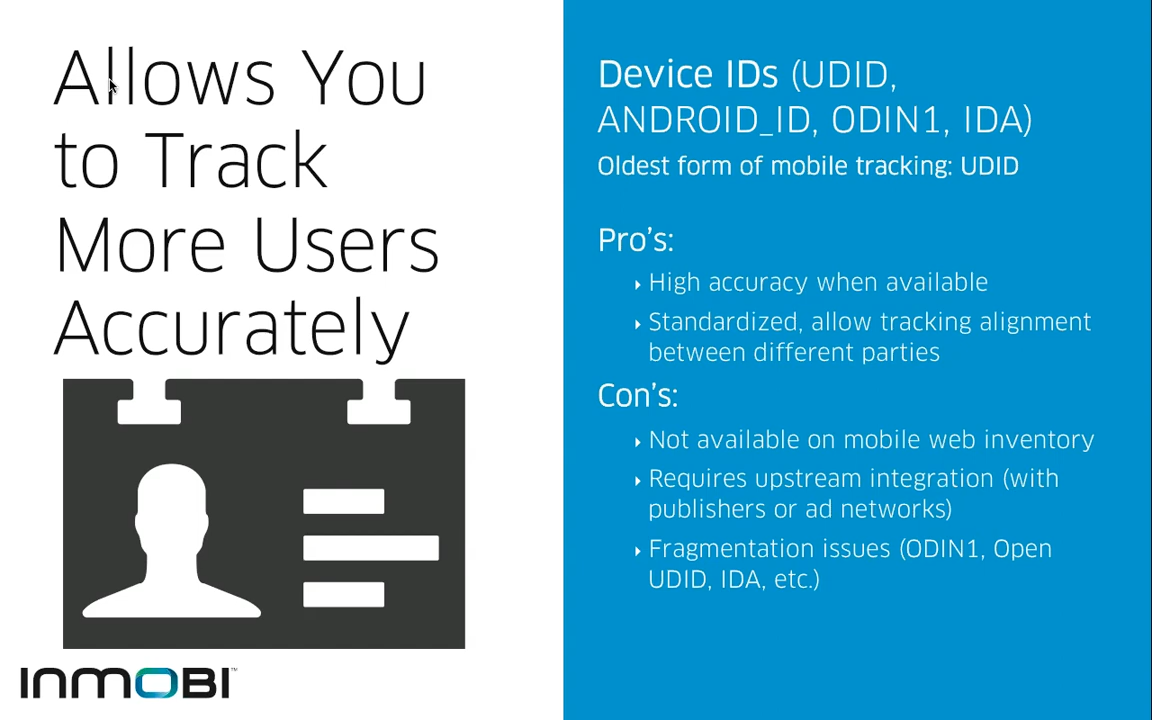 Allows You
to Track
More Users
Accurately
INMOBI™
Device IDs (UDID,
ANDROID_ID, ODIN1, IDA)
Oldest form of mobile tracking: UDID
Pro's:
High accuracy when available
Standardized, allow tracking alignment
between different parties
Con's:
Not available on mobile web inventory
Requires upstream integration (with
publishers or ad networks)
Fragmentation issues (ODIN1, Open
UDID, IDA, etc.)